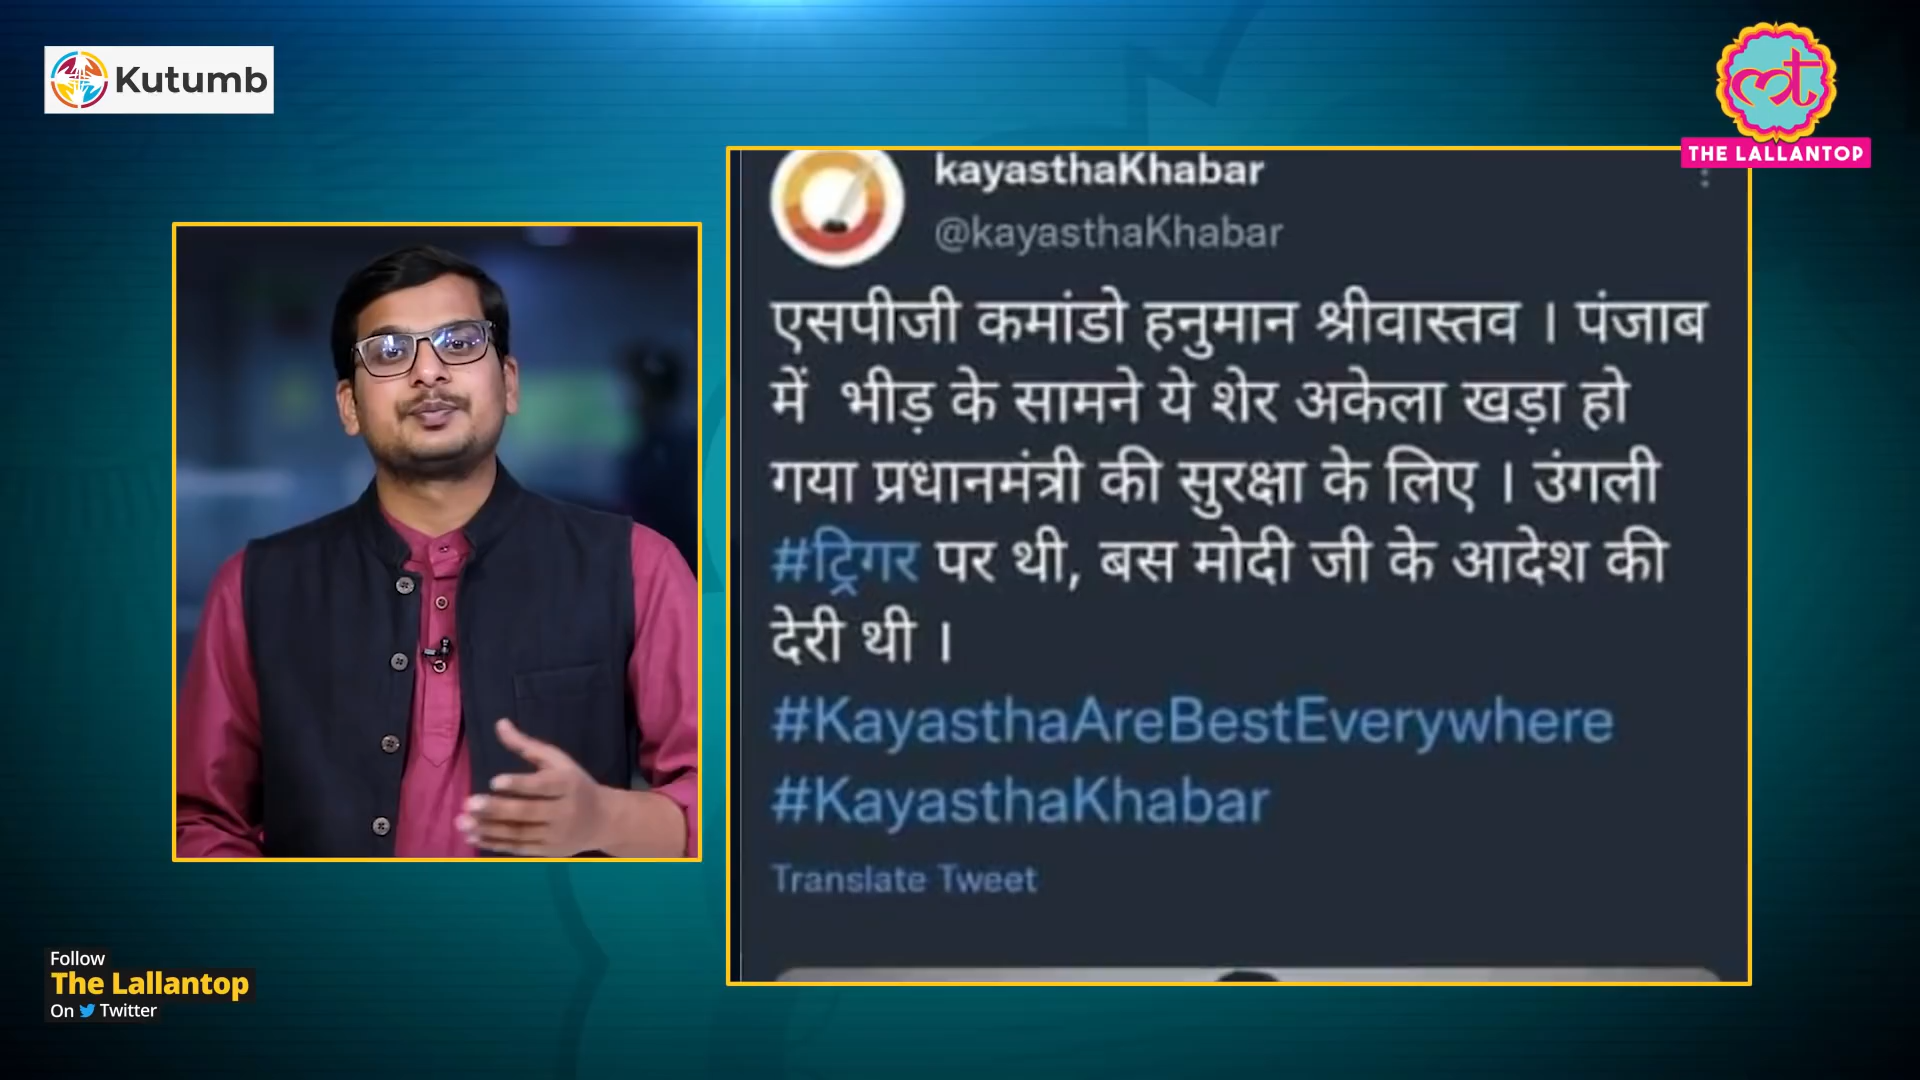 Kutumb
THE LALLANTOP
kayasthaKhabar
@kayasthaKhabar
एसपीजी कमांडो हनुमान श्रीवास्तव । पंजाब
में भीड़ के सामने ये शेर अकेला खड़ा हो
गया प्रधानमंत्री की सुरक्षा के लिए । उंगली
#ट्रिगर पर थी, बस मोदी जी के आदेश की
देरी थी ।
#KayasthaAreBestEverywhere
#KayasthaKhabar
Translate Tweet
Follow
The Lallantop
On Twitter